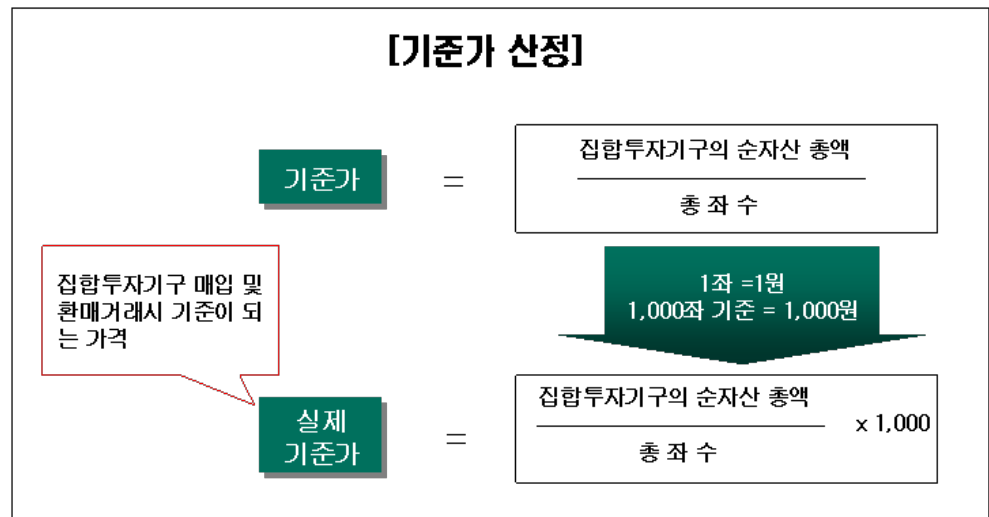 [기준가 산정]
기준가
=
집합투자기구의 순자산 총액
총 좌 수
집합투자기구 매입 및
환매거래시 기준이 되
는 가격
1좌 =1원
1,000좌 기준 = 1,000원
실제
기준가
=
집합투자기구의 순자산 총액
총 좌 수
x 1,000